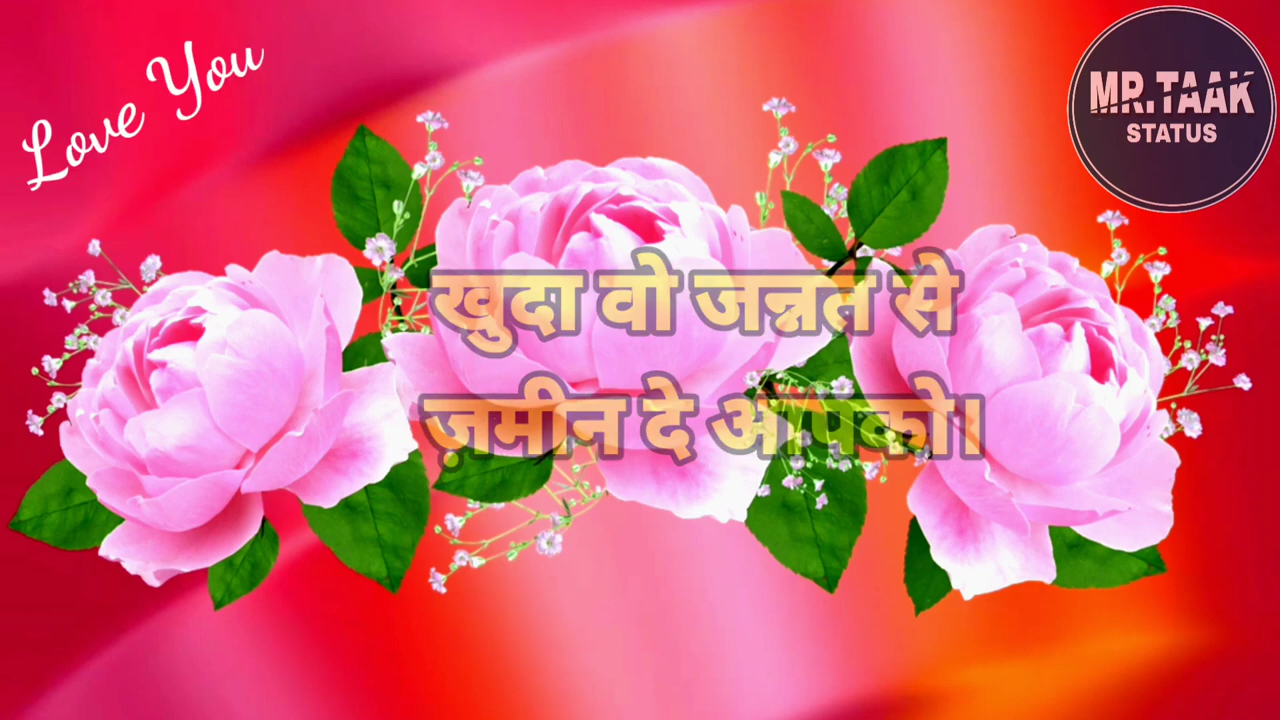 Love You
MR.TAAK
STATUS
खुदा वो जन्नत से
ज़मीन दे आपको।